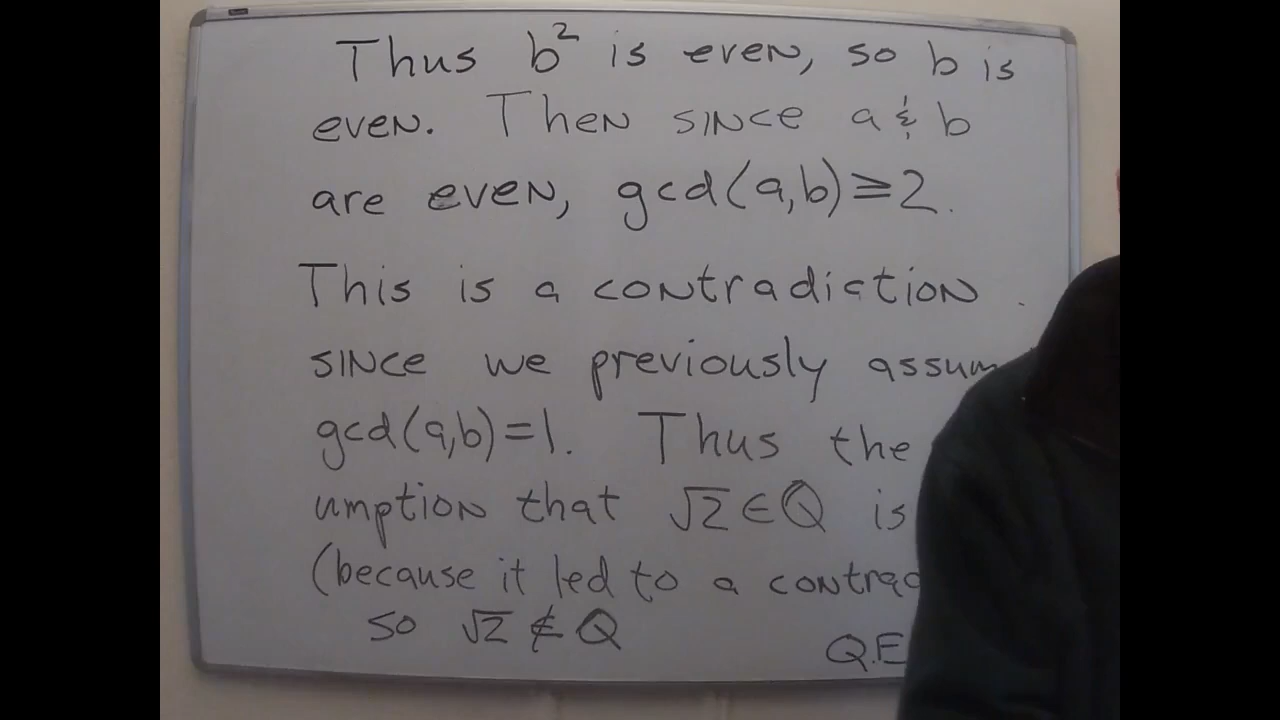 Thus b² is even, so b is
even. Then since a & b
are even, gcd(a,b) ≥ 2.
This is a contradiction
since we previously assum
gcd(a,b)=1. Thus the
umption that √2 ∈ ℚ is
(because it led to a contrad
so √2 ∉ ℚ
Q.E